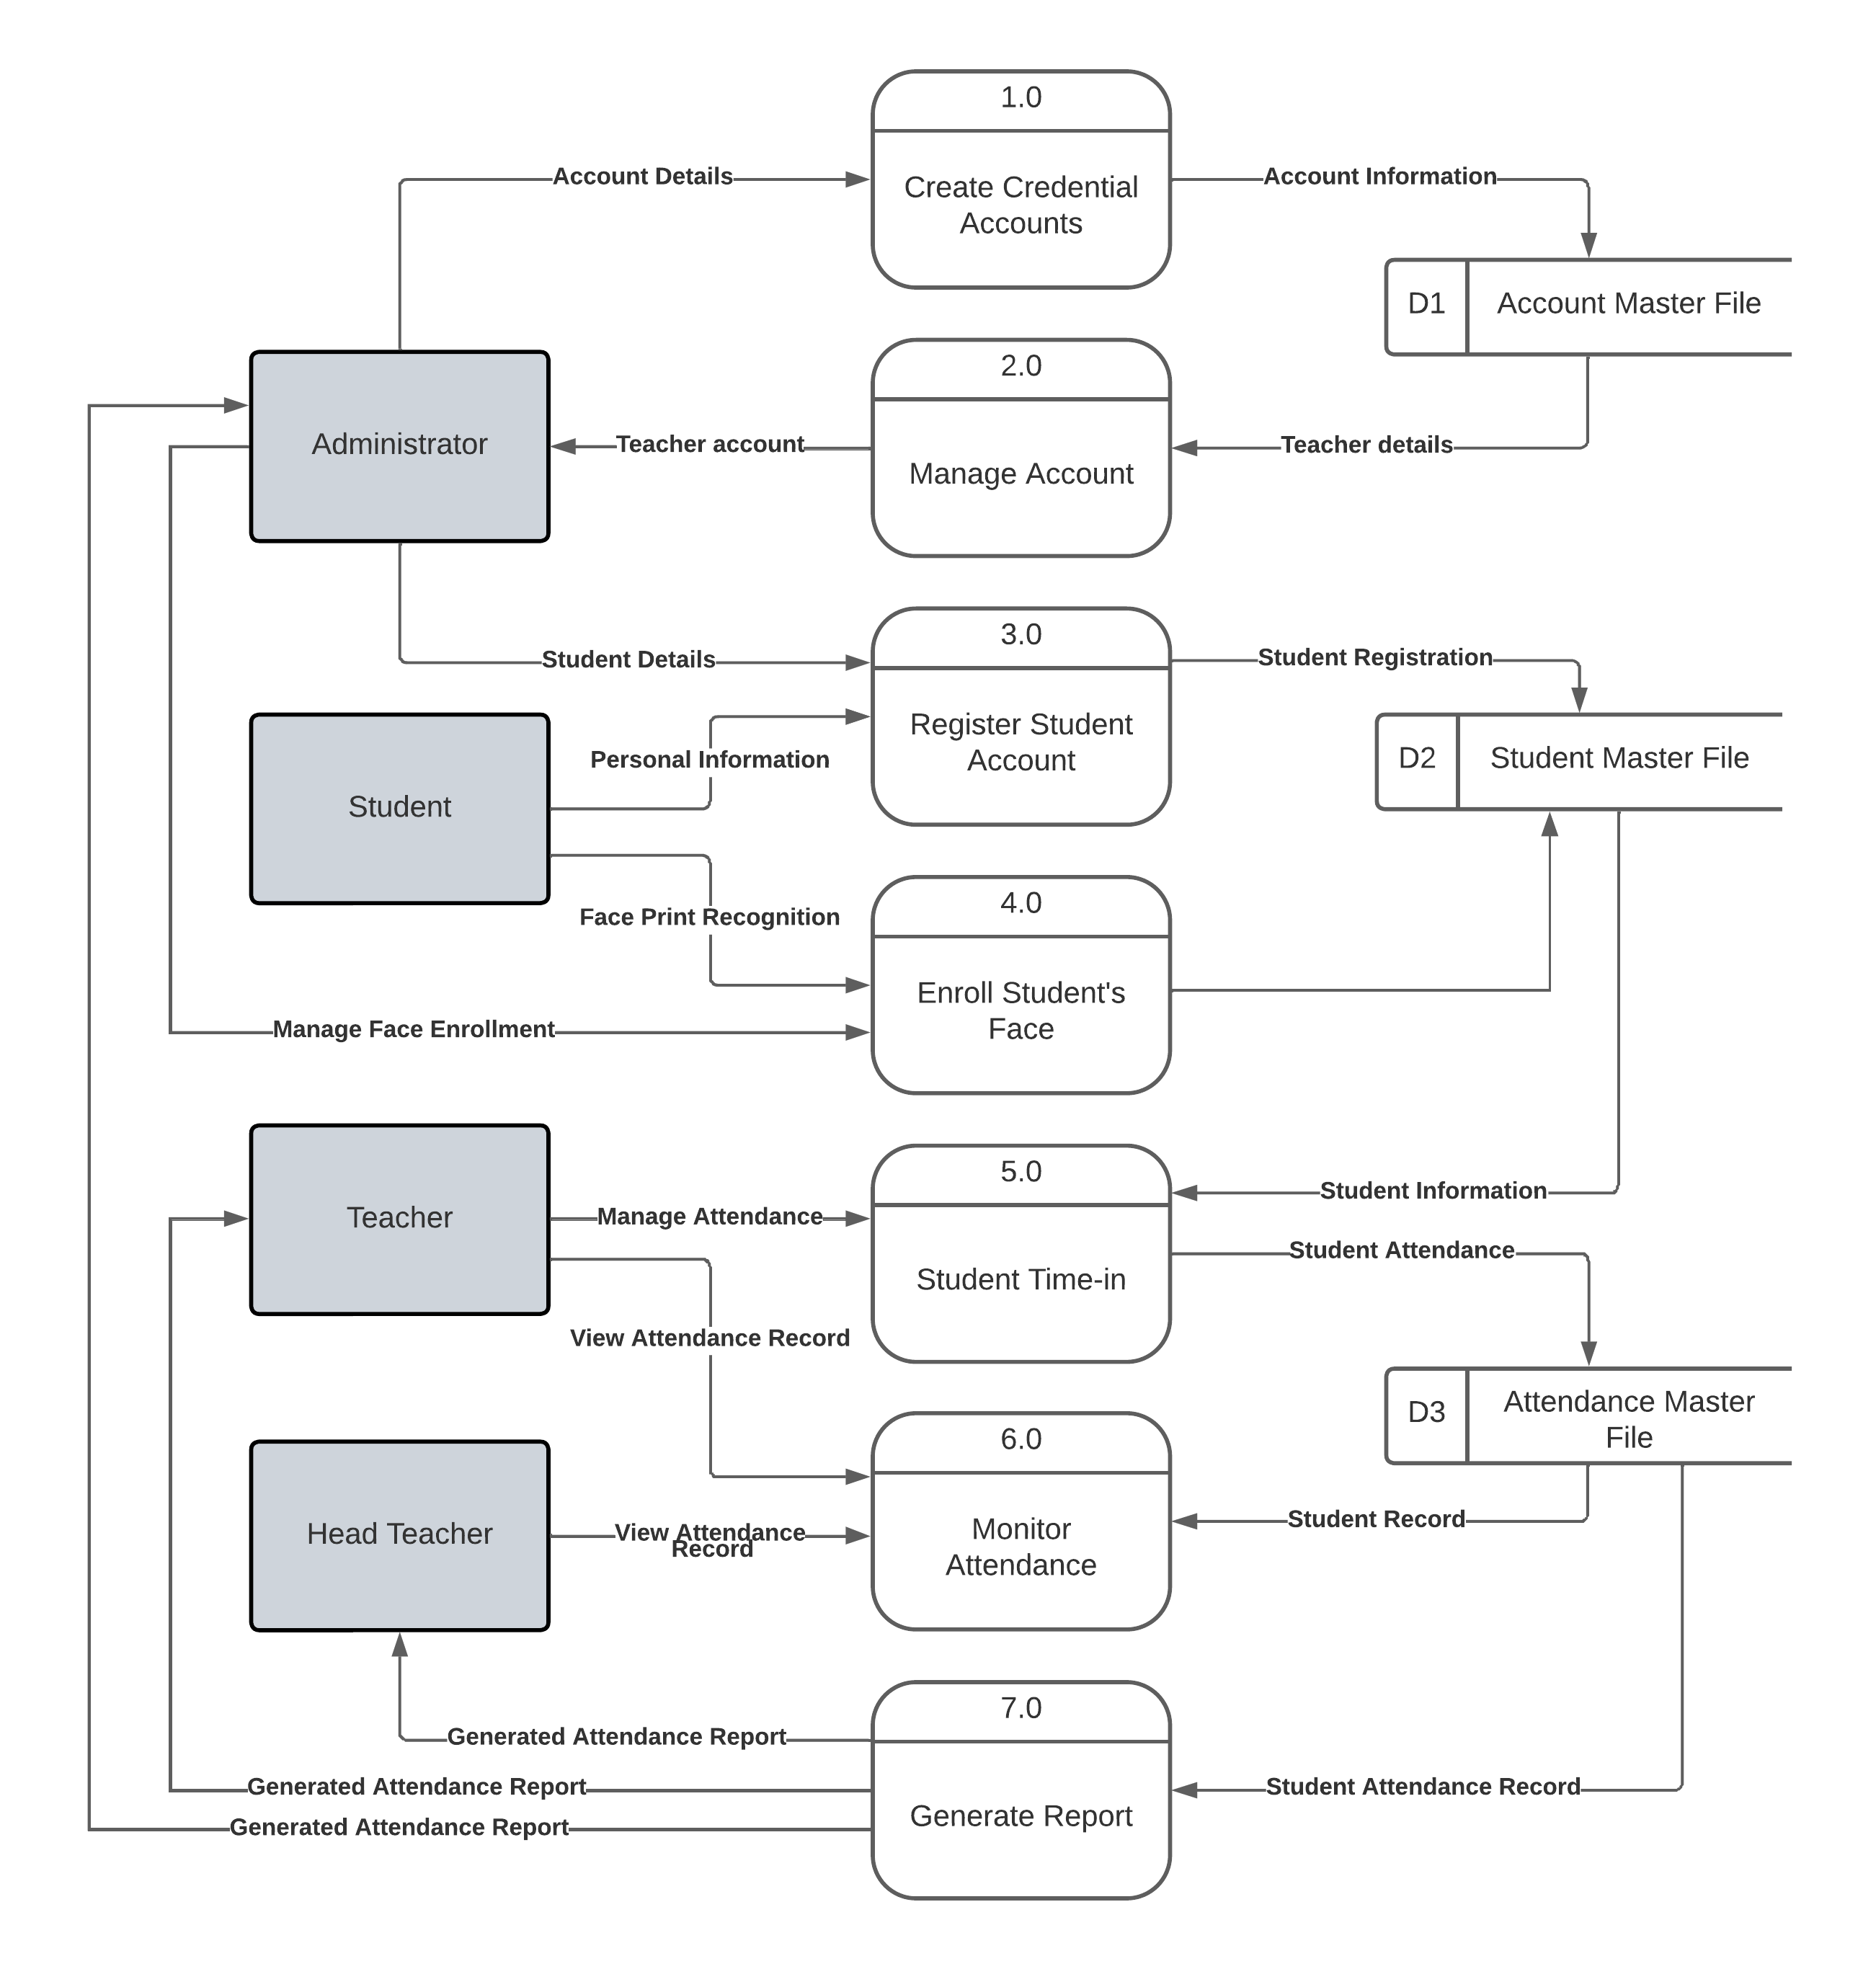 1.0
Account Details
Account Information
Create Credential
Accounts
D1
Account Master File
2.0
Administrator
Teacher account
Teacher details
Manage Account
3.0
Student Details
Student Registration
Register Student
Account
Personal Information
D2
Student Master File
Student
4.0
Face Print Recognition
Enroll Student's
Face
Manage Face Enrollment
5.0
Student Information
Teacher
Manage Attendance
Student Attendance
Student Time-in
View Attendance Record
D3
Attendance Master
File
6.0
Student Record
Head Teacher
View Attendance
Record
Monitor
Attendance
7.0
Generated Attendance Report
Generated Attendance Report
Student Attendance Record
Generate Report
Generated Attendance Report